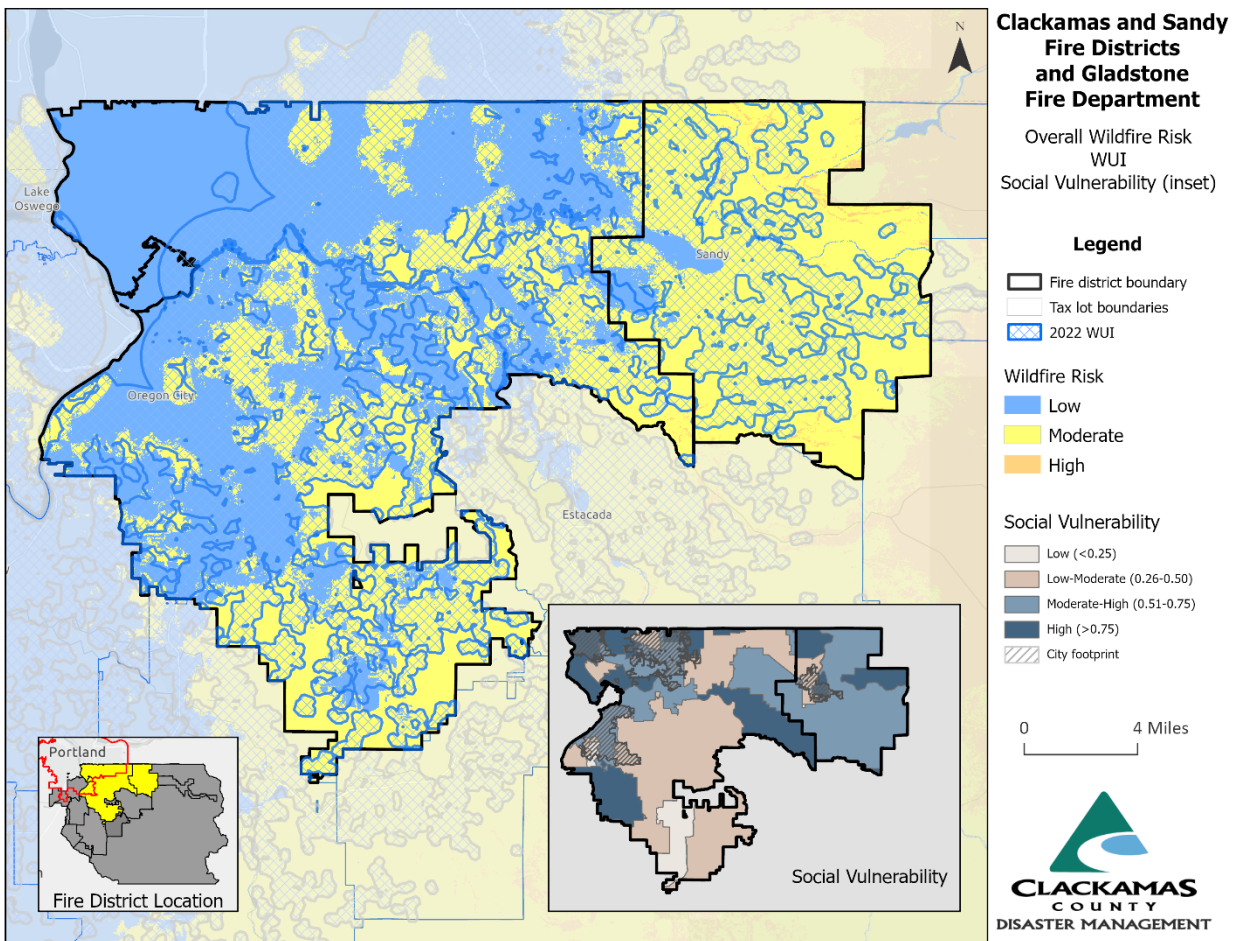 Clackamas and Sandy
Fire Districts
and Gladstone
Fire Department
Overall Wildfire Risk
WUI
Social Vulnerability (inset)
Legend
Fire district boundary
Tax lot boundaries
2022 WUI
Wildfire Risk
Low
Moderate
High
Social Vulnerability
Low (<0.25)
Low-Moderate (0.26-0.50)
Moderate-High (0.51-0.75)
High (>0.75)
City footprint
0 4 Miles
CLACKAMAS
COUNTY
DISASTER MANAGEMENT
N
Lake
Oswego
Sandy
Oregon City
Estacada
Portland
Fire District Location
Social Vulnerability